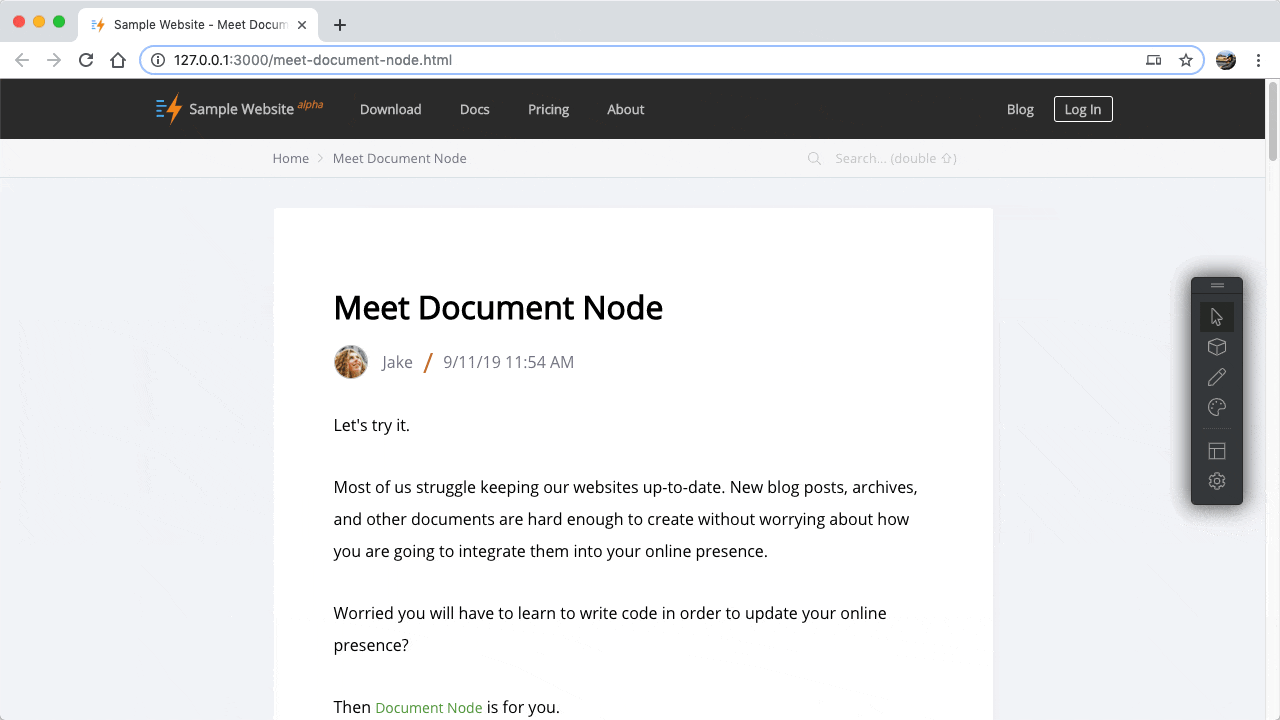 Sample Website - Meet Docum
127.0.0.1:3000/meet-document-node.html
Sample Website alpha Download Docs Pricing About Blog Log In
Home Meet Document Node Search... (double ⇧)
Meet Document Node
Jake / 9/11/19 11:54 AM
Let's try it.
Most of us struggle keeping our websites up-to-date. New blog posts, archives,
and other documents are hard enough to create without worrying about how
you are going to integrate them into your online presence.
Worried you will have to learn to write code in order to update your online
presence?
Then Document Node is for you.